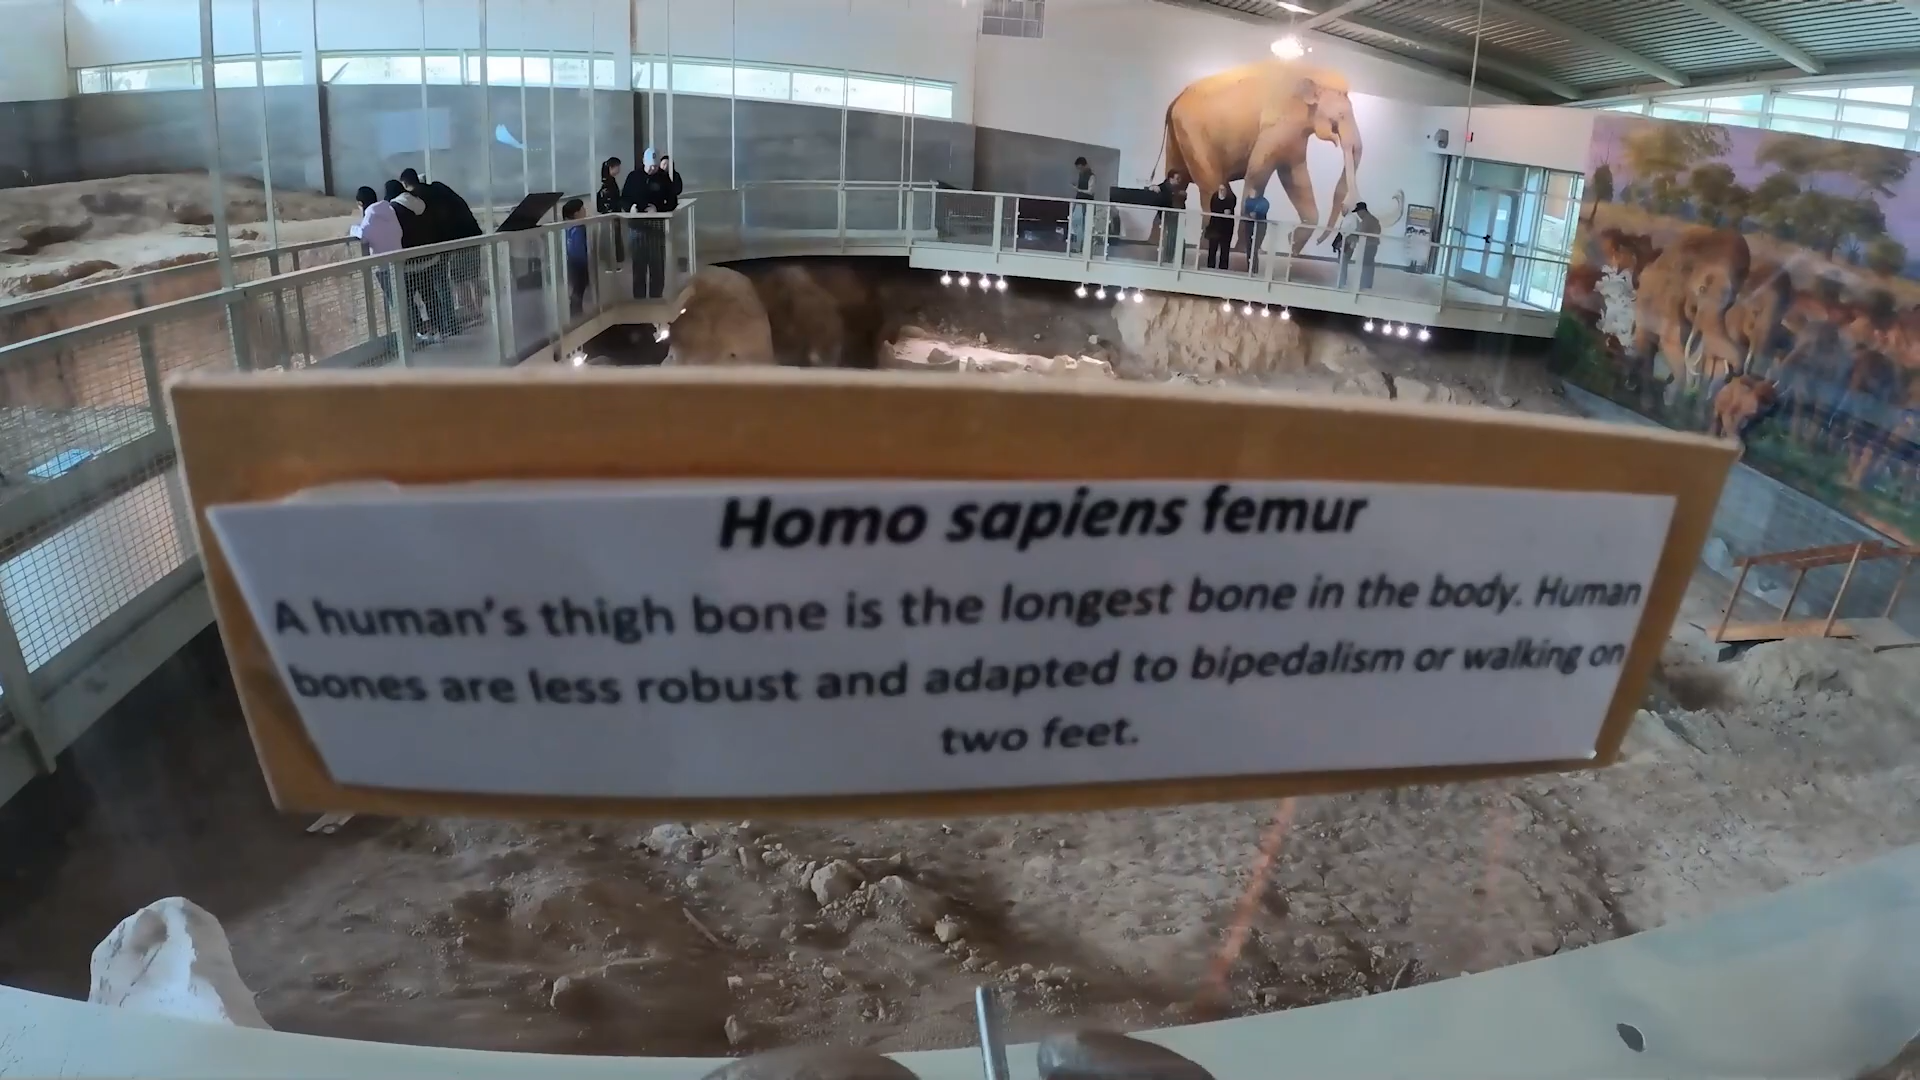 Homo sapiens femur
A human's thigh bone is the longest bone in the body. Human
bones are less robust and adapted to bipedalism or walking on
two feet.